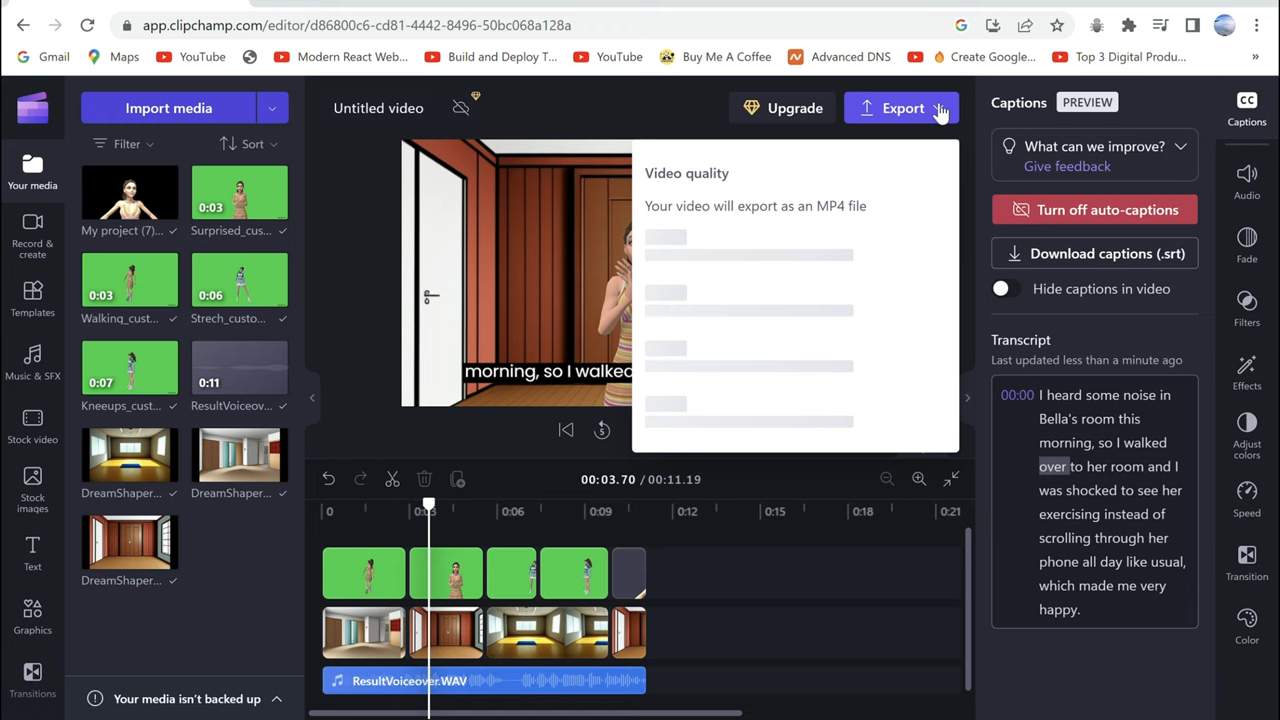 app.clipchamp.com/editor/d86800c6-cd81-4442-8496-50bc068a128a
Gmail
Maps
YouTube
Modern React Web...
Build and Deploy T...
YouTube
Buy Me A Coffee
Advanced DNS
Create Google...
Top 3 Digital Produ...
»
Import media
Untitled video
Upgrade
Export
Captions
PREVIEW
CC
Captions
Filter
Sort
Your media
Record &
create
Templates
Music & SFX
Stock video
Stock
images
Text
Graphics
Transitions
My project (7)...
0:03
Surprised_cus...
0:03
Walking_cust...
0:06
Strech_custo...
0:07
Kneeups_cust...
0:11
ResultVoiceov...
DreamShaper...
DreamShaper...
DreamShaper...
Your media isn't backed up
Video quality
Your video will export as an MP4 file
morning, so I walked
5
00:03.70 / 00:11.19
0
0:03
0:06
0:09
0:12
0:15
0:18
0:21
ResultVoiceover.WAV
What can we improve?
Give feedback
Turn off auto-captions
Download captions (.srt)
Hide captions in video
Transcript
Last updated less than a minute ago
00:00 I heard some noise in
Bella's room this
morning, so I walked
over to her room and I
was shocked to see her
exercising instead of
scrolling through her
phone all day like usual,
which made me very
happy.
Audio
Fade
Filters
Effects
Adjust
colors
Speed
Transition
Color